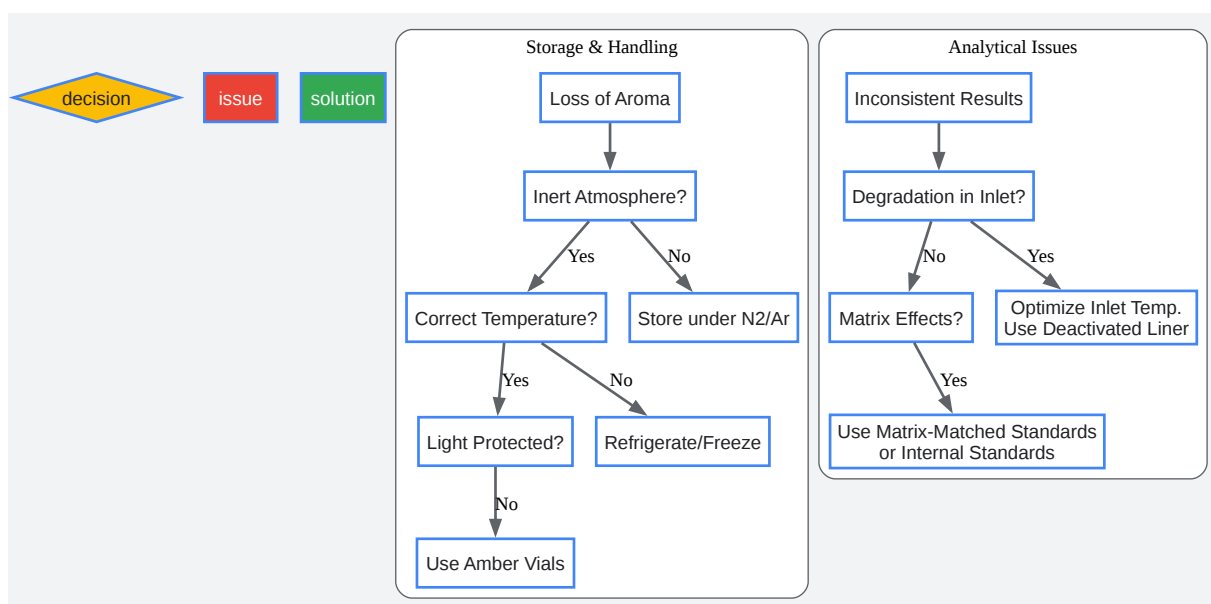 decision
issue
solution
Storage & Handling
Loss of Aroma
Inert Atmosphere?
Yes
No
Correct Temperature?
Store under N2/Ar
Yes
No
Light Protected?
Refrigerate/Freeze
No
Use Amber Vials
Analytical Issues
Inconsistent Results
Degradation in Inlet?
No
Yes
Matrix Effects?
Optimize Inlet Temp.
Use Deactivated Liner
Yes
Use Matrix-Matched Standards
or Internal Standards